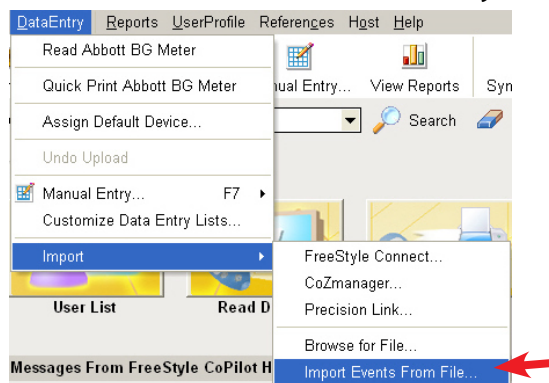 DataEntry Reports UserProfile References Host Help
Read Abbott BG Meter
Quick Print Abbott BG Meter
Assign Default Device...
Undo Upload
Manual Entry... F7
Customize Data Entry Lists...
Import
Entry... View Reports
Search
FreeStyle Connect...
CoZmanager...
Precision Link...
Browse for File...
Import Events From File...
User List Read
Messages From FreeStyle CoPilot